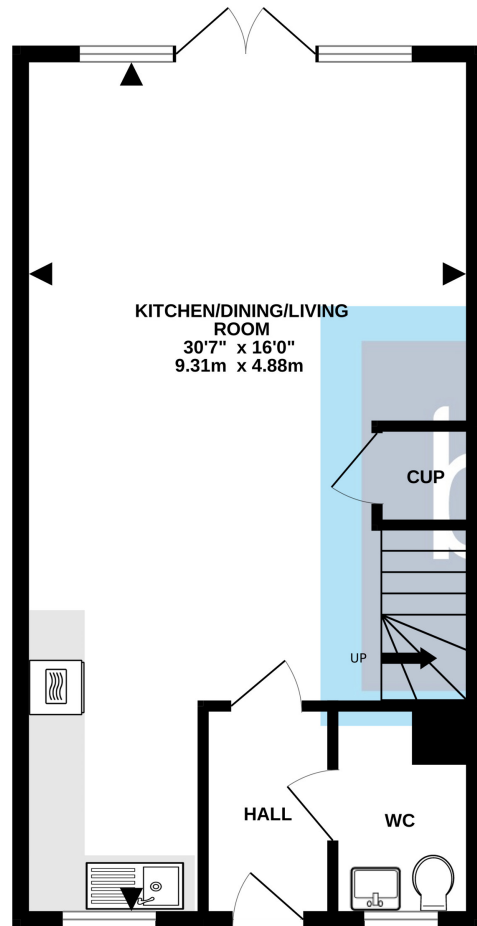 KITCHEN/DINING/LIVING
ROOM
30'7" x 16'0"
9.31m x 4.88m
CUP
UP
HALL
WC